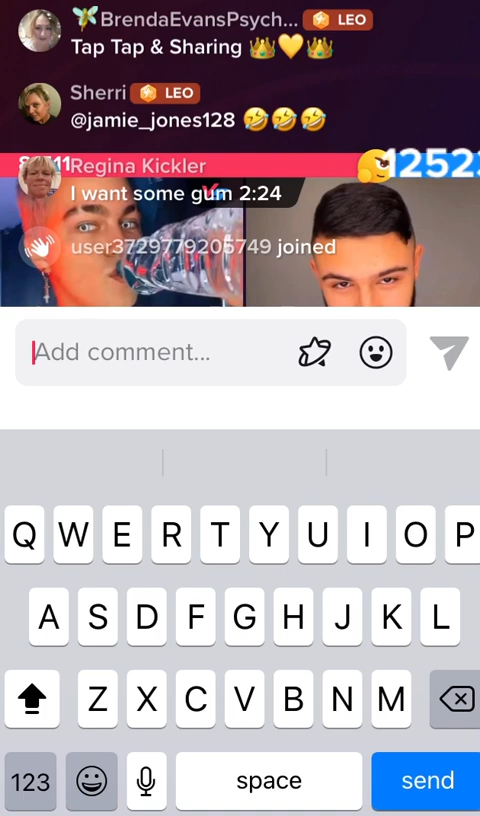 BrendaEvansPsych... LEO
Tap Tap & Sharing
Sherri LEO
@jamie_jones128
Regina Kickler
I want some gum 2:24
user3729779205749 joined
Add comment...
Q W E R T Y U I O P
A S D F G H J K L
Z X C V B N M
123 space send